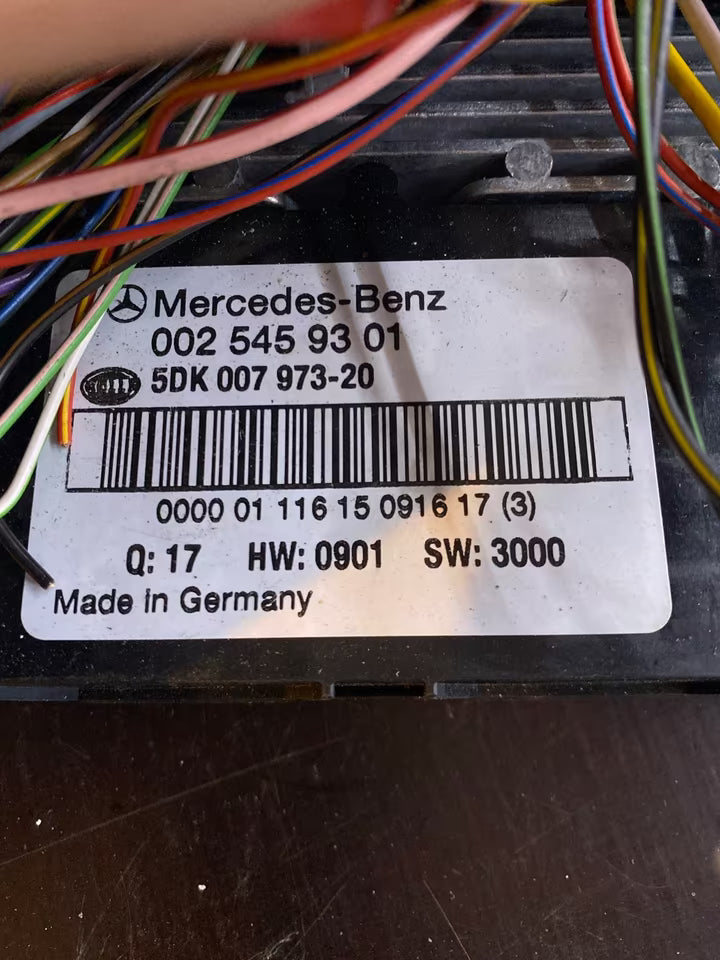 Mercedes-Benz
002 545 93 01
HELLA 5DK 007 973-20
0000 01 116 15 0916 17 (3)
Q: 17 HW: 0901 SW: 3000
Made in Germany